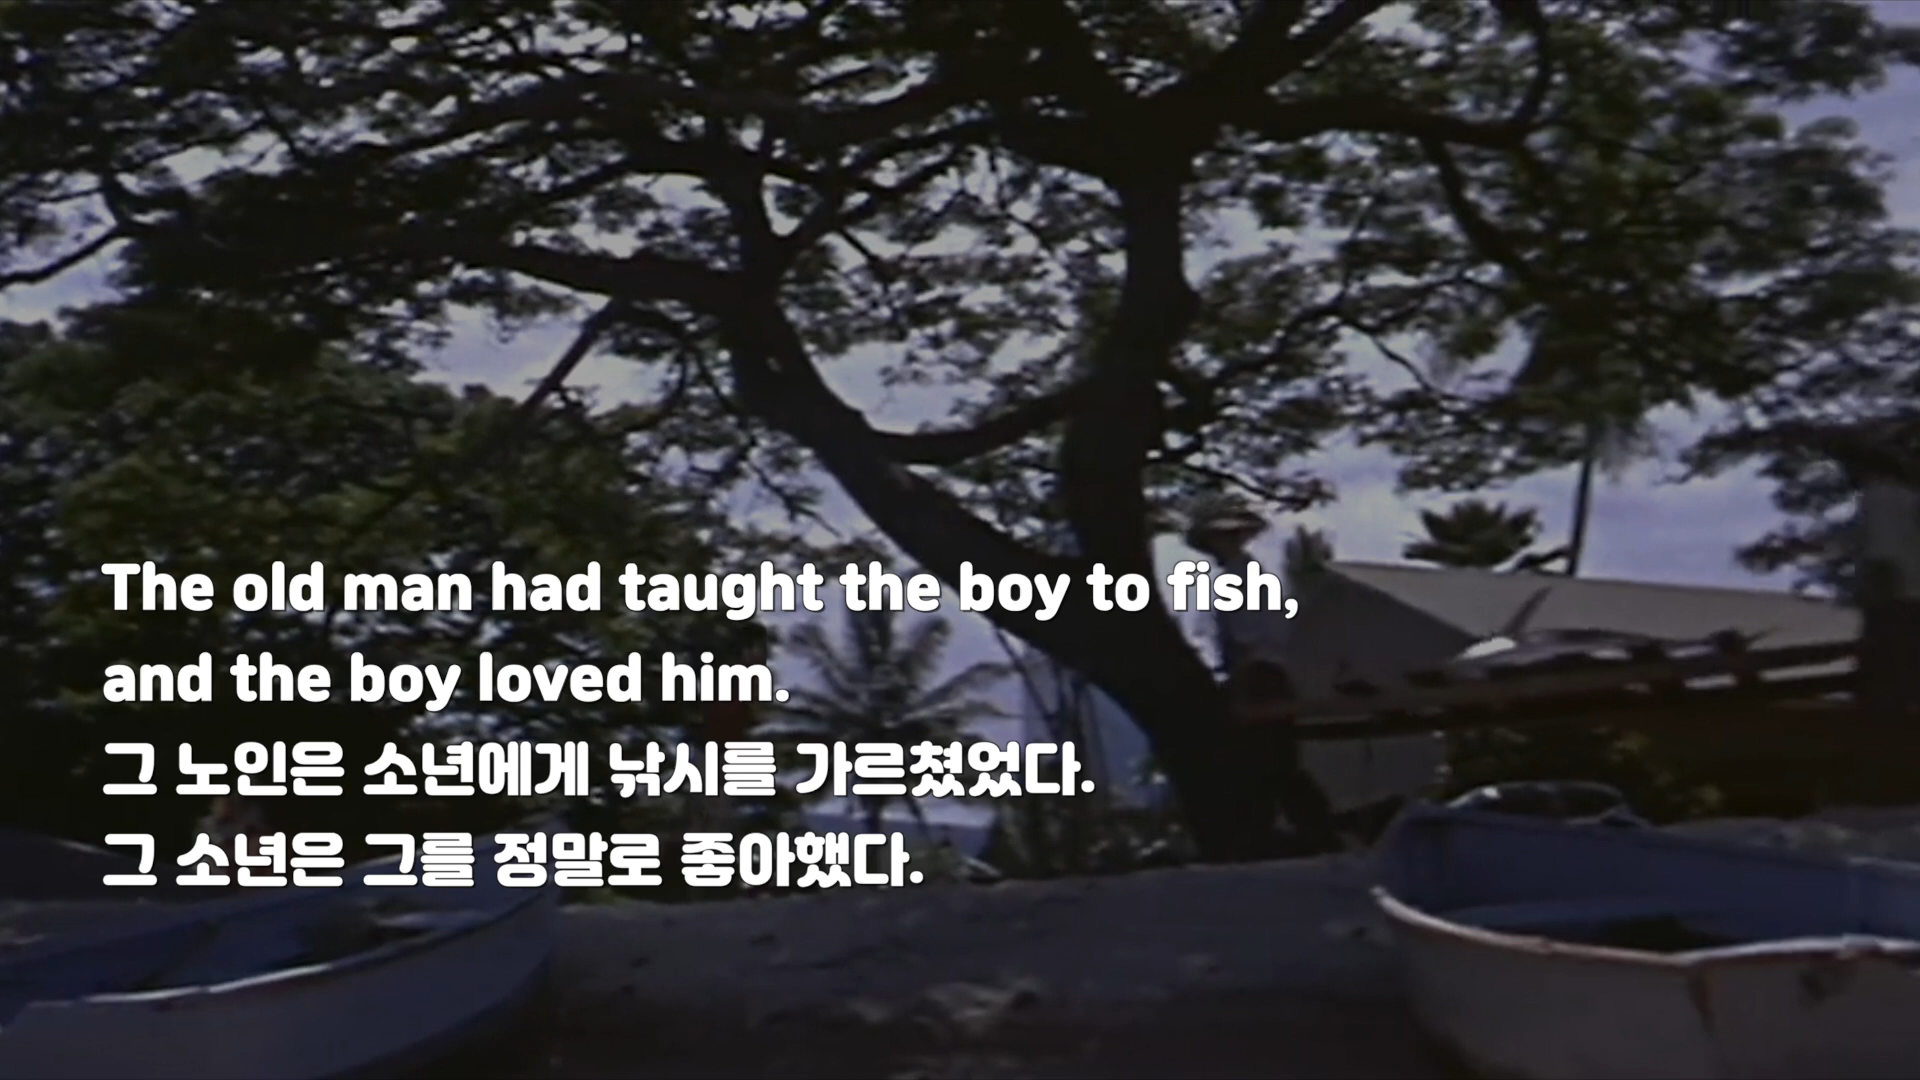 The old man had taught the boy to fish,
and the boy loved him.
그 노인은 소년에게 낚시를 가르쳤었다.
그 소년은 그를 정말로 좋아했다.